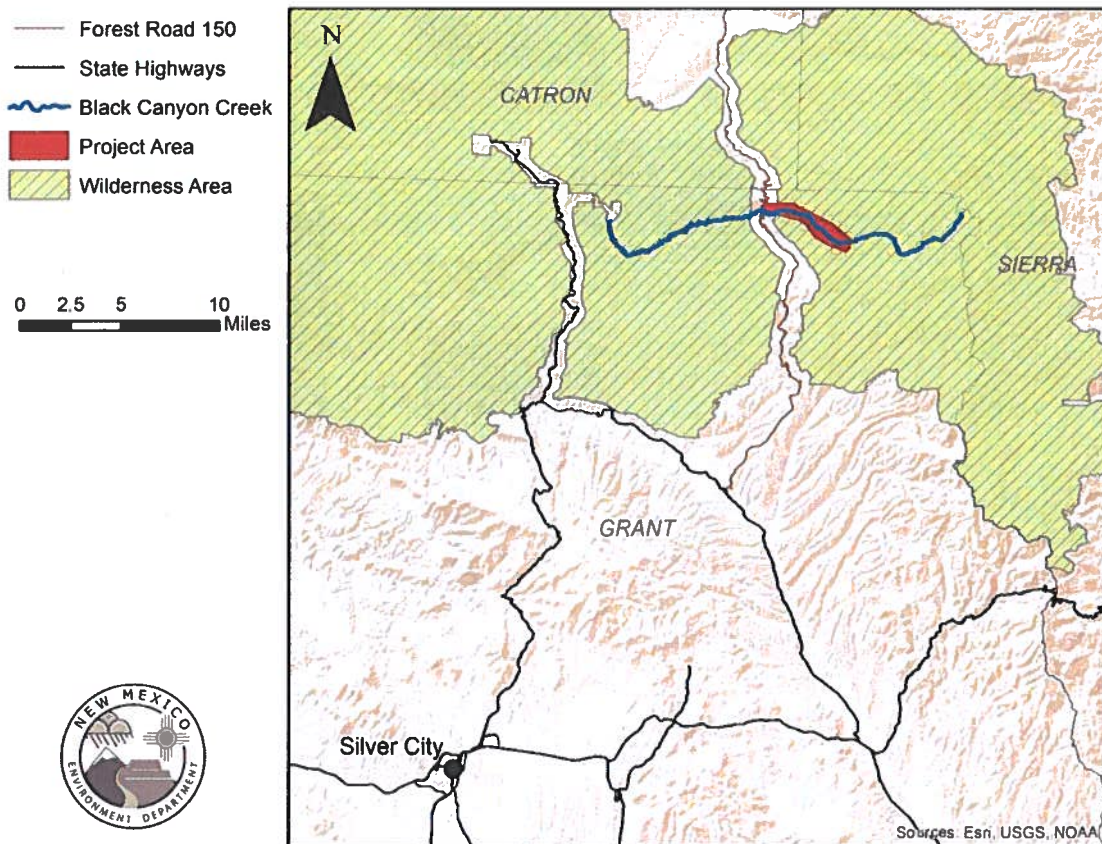 Forest Road 150
State Highways
Black Canyon Creek
Project Area
Wilderness Area
0 2.5 5 10
Miles
N
CATRON
SIERRA
GRANT
Silver City
NEW MEXICO
ENVIRONMENT DEPARTMENT
Sources: Esri, USGS, NOAA